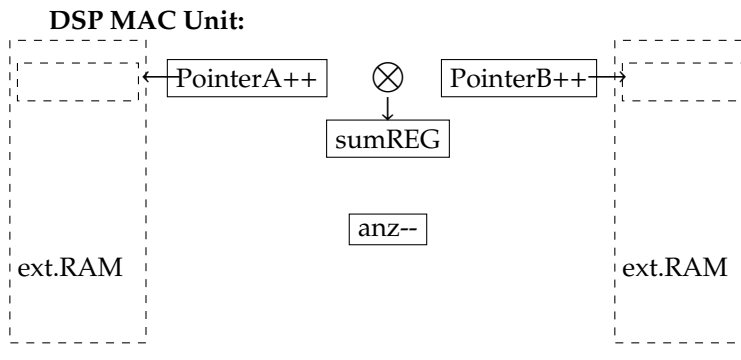 DSP MAC Unit:
PointerA++
PointerB++
sumREG
anz--
ext.RAM
ext.RAM